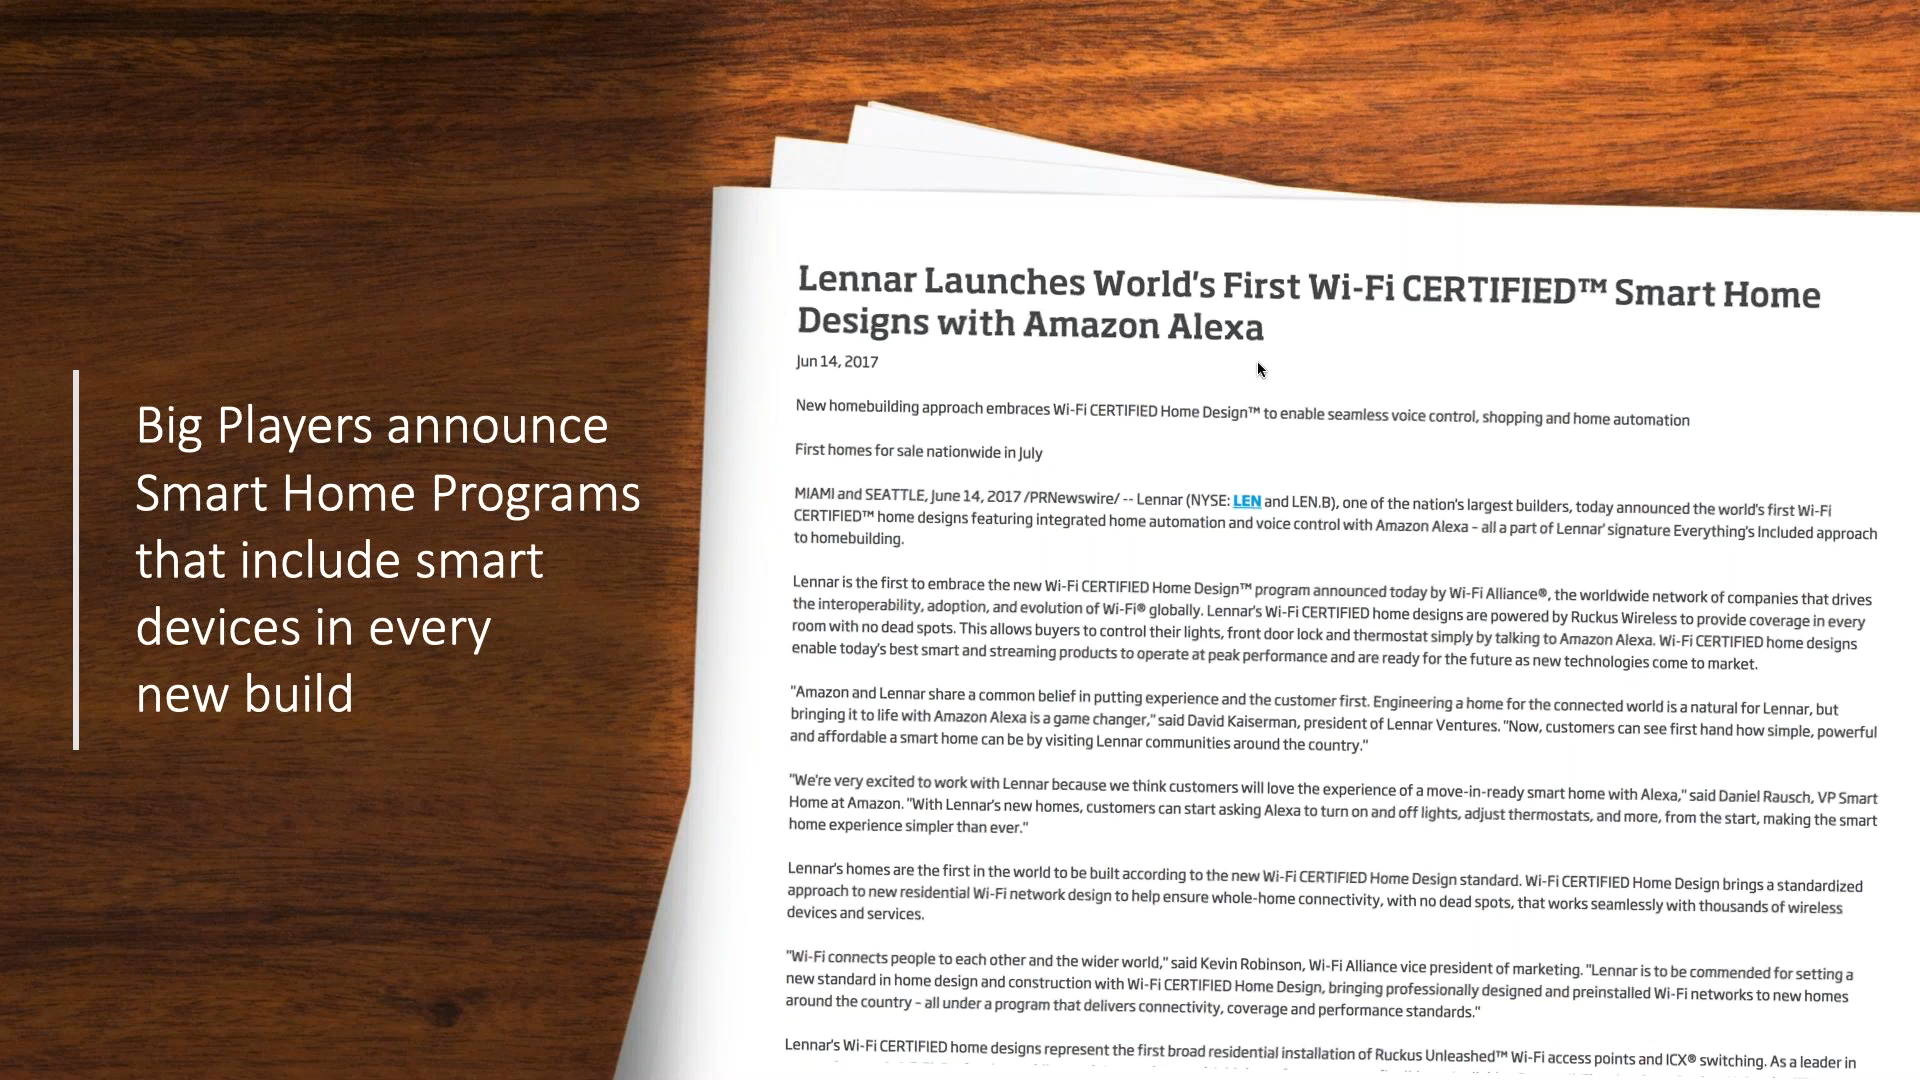 Big Players announce
Smart Home Programs
that include smart
devices in every
new build
Lennar Launches World's First Wi-Fi CERTIFIED™ Smart Home
Designs with Amazon Alexa
Jun 14, 2017
New homebuilding approach embraces Wi-Fi CERTIFIED Home Design™ to enable seamless voice control, shopping and home automation
First homes for sale nationwide in July
MIAMI and SEATTLE, June 14, 2017 /PRNewswire/ -- Lennar (NYSE: LEN and LEN.B), one of the nation's largest builders, today announced the world's first Wi-Fi
CERTIFIED™ home designs featuring integrated home automation and voice control with Amazon Alexa – all a part of Lennar' signature Everything's Included approach
to homebuilding.
Lennar is the first to embrace the new Wi-Fi CERTIFIED Home Design™ program announced today by Wi-Fi Alliance®, the worldwide network of companies that drives
the interoperability, adoption, and evolution of Wi-Fi® globally. Lennar's Wi-Fi CERTIFIED home designs are powered by Ruckus Wireless to provide coverage in every
room with no dead spots. This allows buyers to control their lights, front door lock and thermostat simply by talking to Amazon Alexa. Wi-Fi CERTIFIED home designs
enable today's best smart and streaming products to operate at peak performance and are ready for the future as new technologies come to market.
"Amazon and Lennar share a common belief in putting experience and the customer first. Engineering a home for the connected world is a natural for Lennar, but
bringing it to life with Amazon Alexa is a game changer," said David Kaiserman, president of Lennar Ventures. "Now, customers can see first hand how simple, powerful
and affordable a smart home can be by visiting Lennar communities around the country."
"We're very excited to work with Lennar because we think customers will love the experience of a move-in-ready smart home with Alexa," said Daniel Rausch, VP Smart
Home at Amazon. "With Lennar's new homes, customers can start asking Alexa to turn on and off lights, adjust thermostats, and more, from the start, making the smart
home experience simpler than ever."
Lennar's homes are the first in the world to be built according to the new Wi-Fi CERTIFIED Home Design standard. Wi-Fi CERTIFIED Home Design brings a standardized
approach to new residential Wi-Fi network design to help ensure whole-home connectivity, with no dead spots, that works seamlessly with thousands of wireless
devices and services.
"Wi-Fi connects people to each other and the wider world," said Kevin Robinson, Wi-Fi Alliance vice president of marketing. "Lennar is to be commended for setting a
new standard in home design and construction with Wi-Fi CERTIFIED Home Design, bringing professionally designed and preinstalled Wi-Fi networks to new homes
around the country – all under a program that delivers connectivity, coverage and performance standards."
Lennar's Wi-Fi CERTIFIED home designs represent the first broad residential installation of Ruckus Unleashed™ Wi-Fi access points and ICX® switching. As a leader in